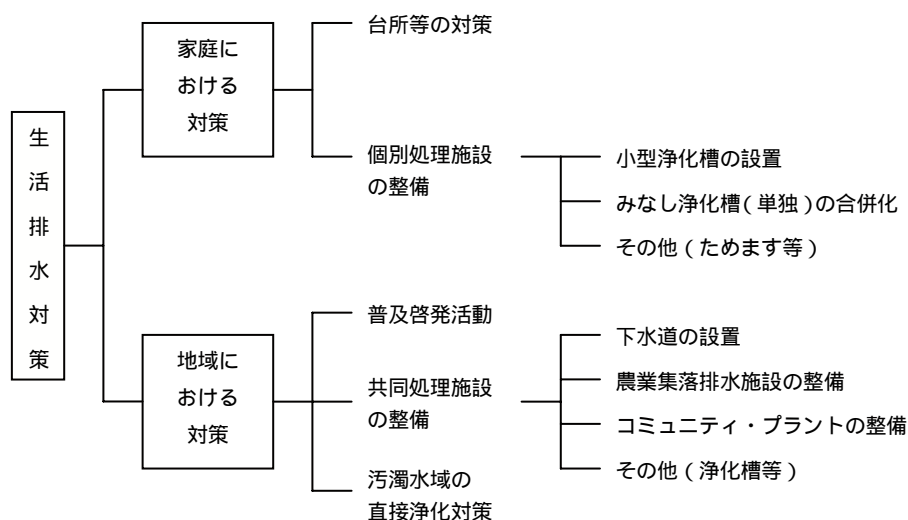 生活排水対策
家庭に
おける
対策
台所等の対策
個別処理施設
の整備
小型浄化槽の設置
みなし浄化槽(単独)の合併化
その他(ためます等)
地域に
おける
対策
普及啓発活動
共同処理施設
の整備
下水道の設置
農業集落排水施設の整備
コミュニティ・プラントの整備
その他(浄化槽等)
汚濁水域の
直接浄化対策